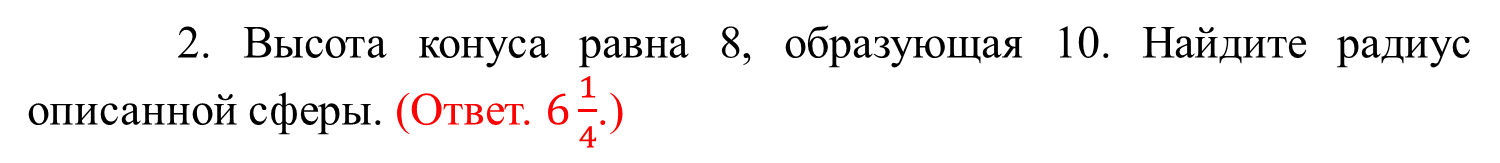 2. Высота конуса равна 8, образующая 10. Найдите радиус
описанной сферы. (Ответ. 6 1/4.)